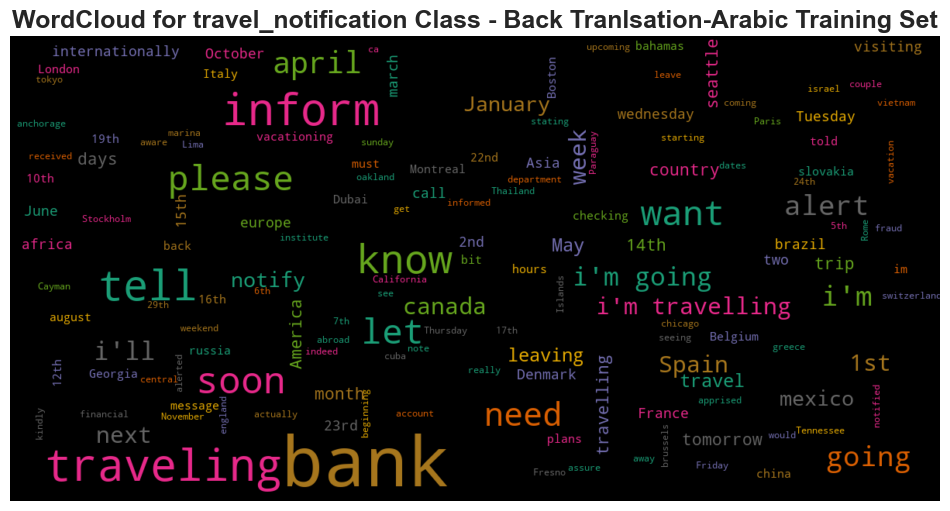 WordCloud for travel_notification Class - Back Tranlsation-Arabic Training Set
internationally
October
ca
upcoming
bahamas
visiting
London
tokyo
Italy
april
march
Boston
seattle
leave
couple
israel
vietnam
anchorage
19th
marina
aware
Lima
inform
vacationing
sunday
January
stating
wednesday
coming
Paris
starting
Tuesday
told
received
days
10th
please
must
oakland
Montreal
22nd
Asia
week
Paraguay
country
dates
slovakia
24th
vacation
June
Stockholm
15th
europe
Dubai
get
call
informed
department
Thailand
checking
want
alert
5th
Rome
fraud
africa
back
institute
know
2nd
bit
May
14th
brazil
two
trip
im
Cayman
tell
29th
16th
notify
6th
California
see
hours
Islands
i'm going
i'm travelling
i'm
switzerland
august
weekend
America
7th
abroad
canada
let
Thursday
17th
note
chicago
seeing
Belgium
greece
12th
i'll
Georgia
russia
indeed
cuba
leaving
Spain
1st
central
alerted
soon
really
Denmark
travelling
travel
apprised
mexico
notified
kindly
financial
message
November
england
actually
month
beginning
account
need
France
would
Tennessee
next
23rd
plans
brussels
tomorrow
traveling
bank
Fresno
assure
away
Friday
china
going